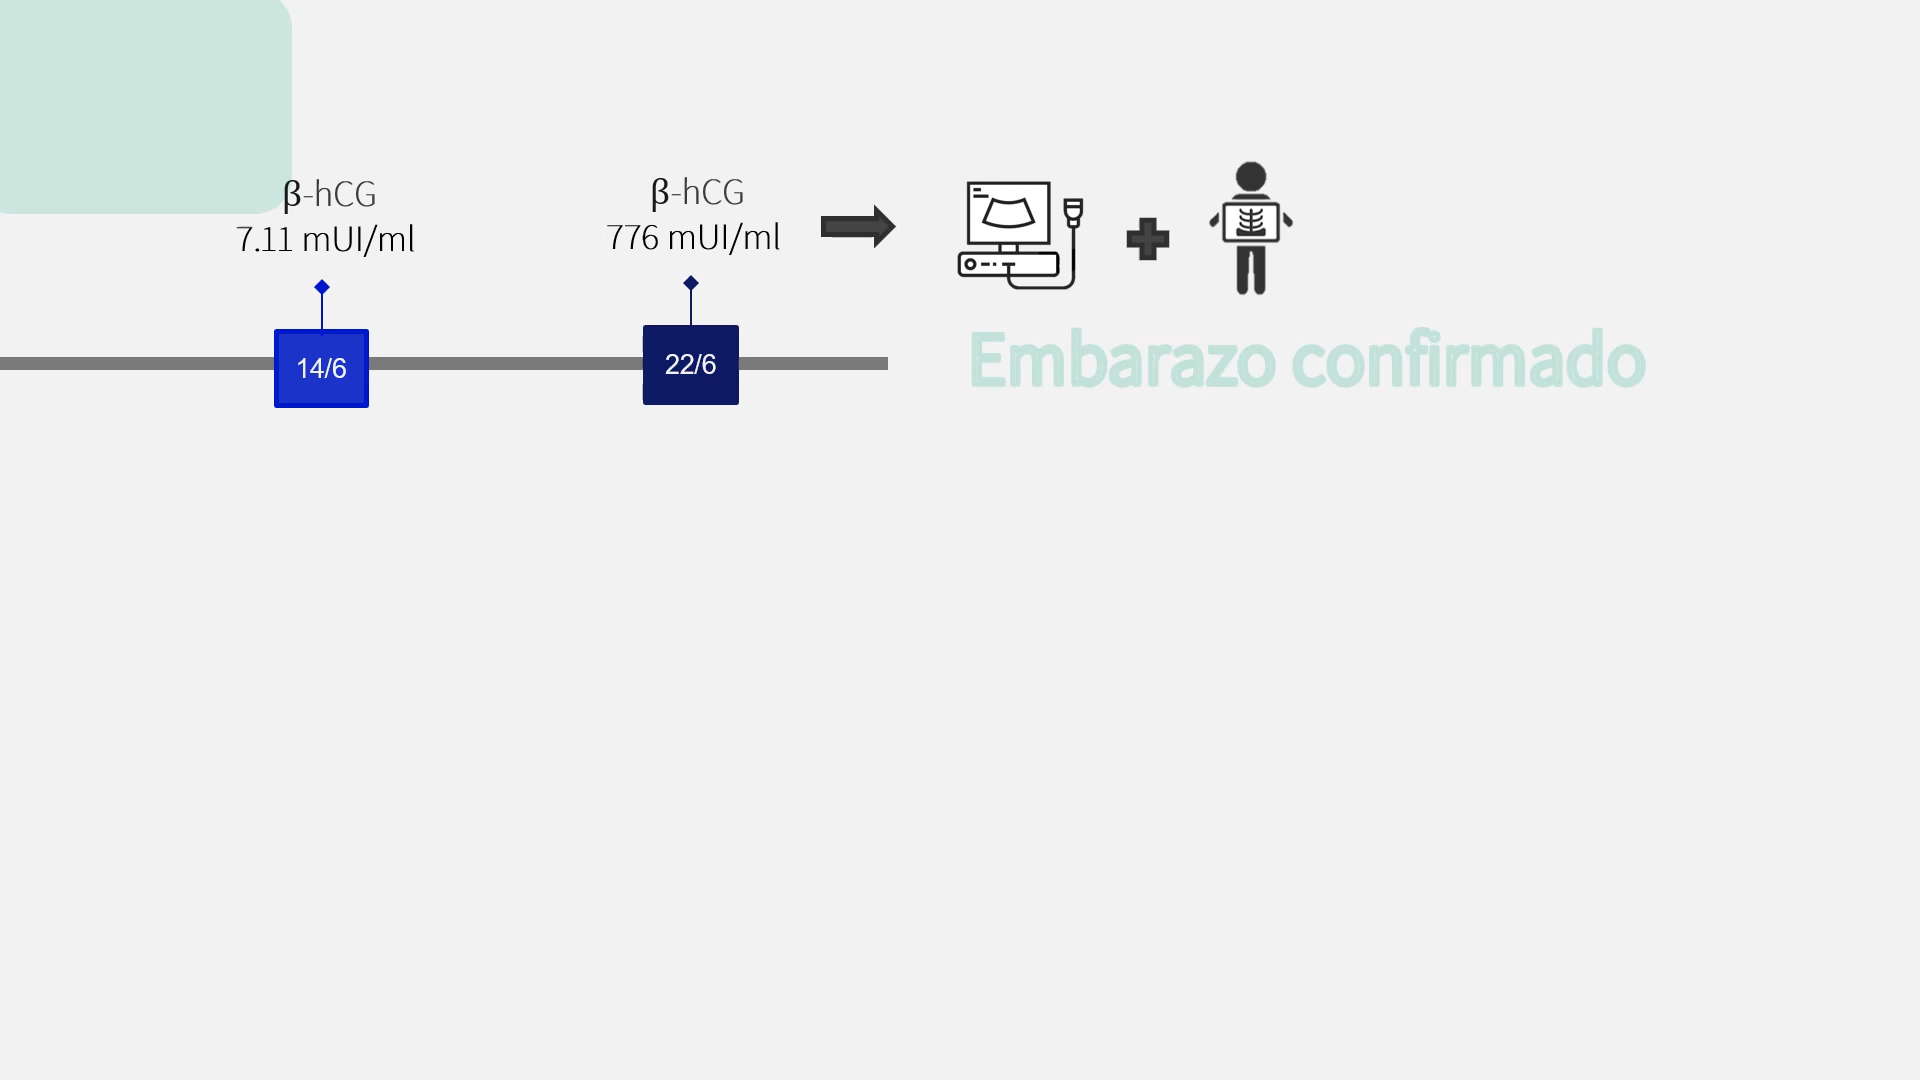 β-hCG
7.11 mUI/ml
β-hCG
776 mUI/ml
14/6
22/6
Embarazo confirmado